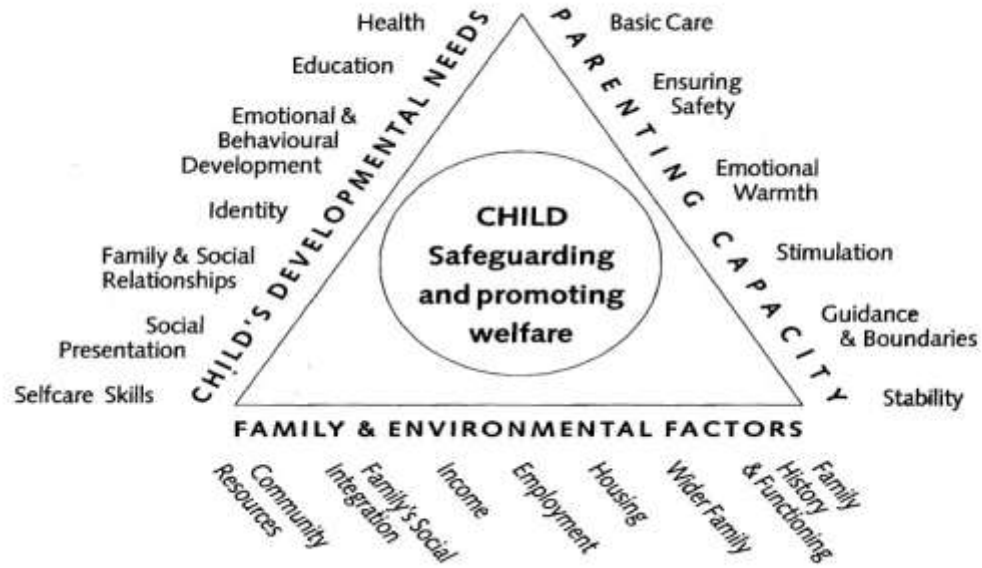 Health
Education
Emotional &
Behavioural
Development
Identity
Family & Social
Relationships
Social
Presentation
Selfcare Skills
CHILD'S DEVELOPMENTAL NEEDS
CHILD
Safeguarding
and promoting
welfare
PARENTING CAPACITY
Basic Care
Ensuring
Safety
Emotional
Warmth
Stimulation
Guidance
& Boundaries
Stability
FAMILY & ENVIRONMENTAL FACTORS
Community
Resources
Family's Social
Integration
Income
Employment
Housing
Wider Family
Family
History
& Functioning